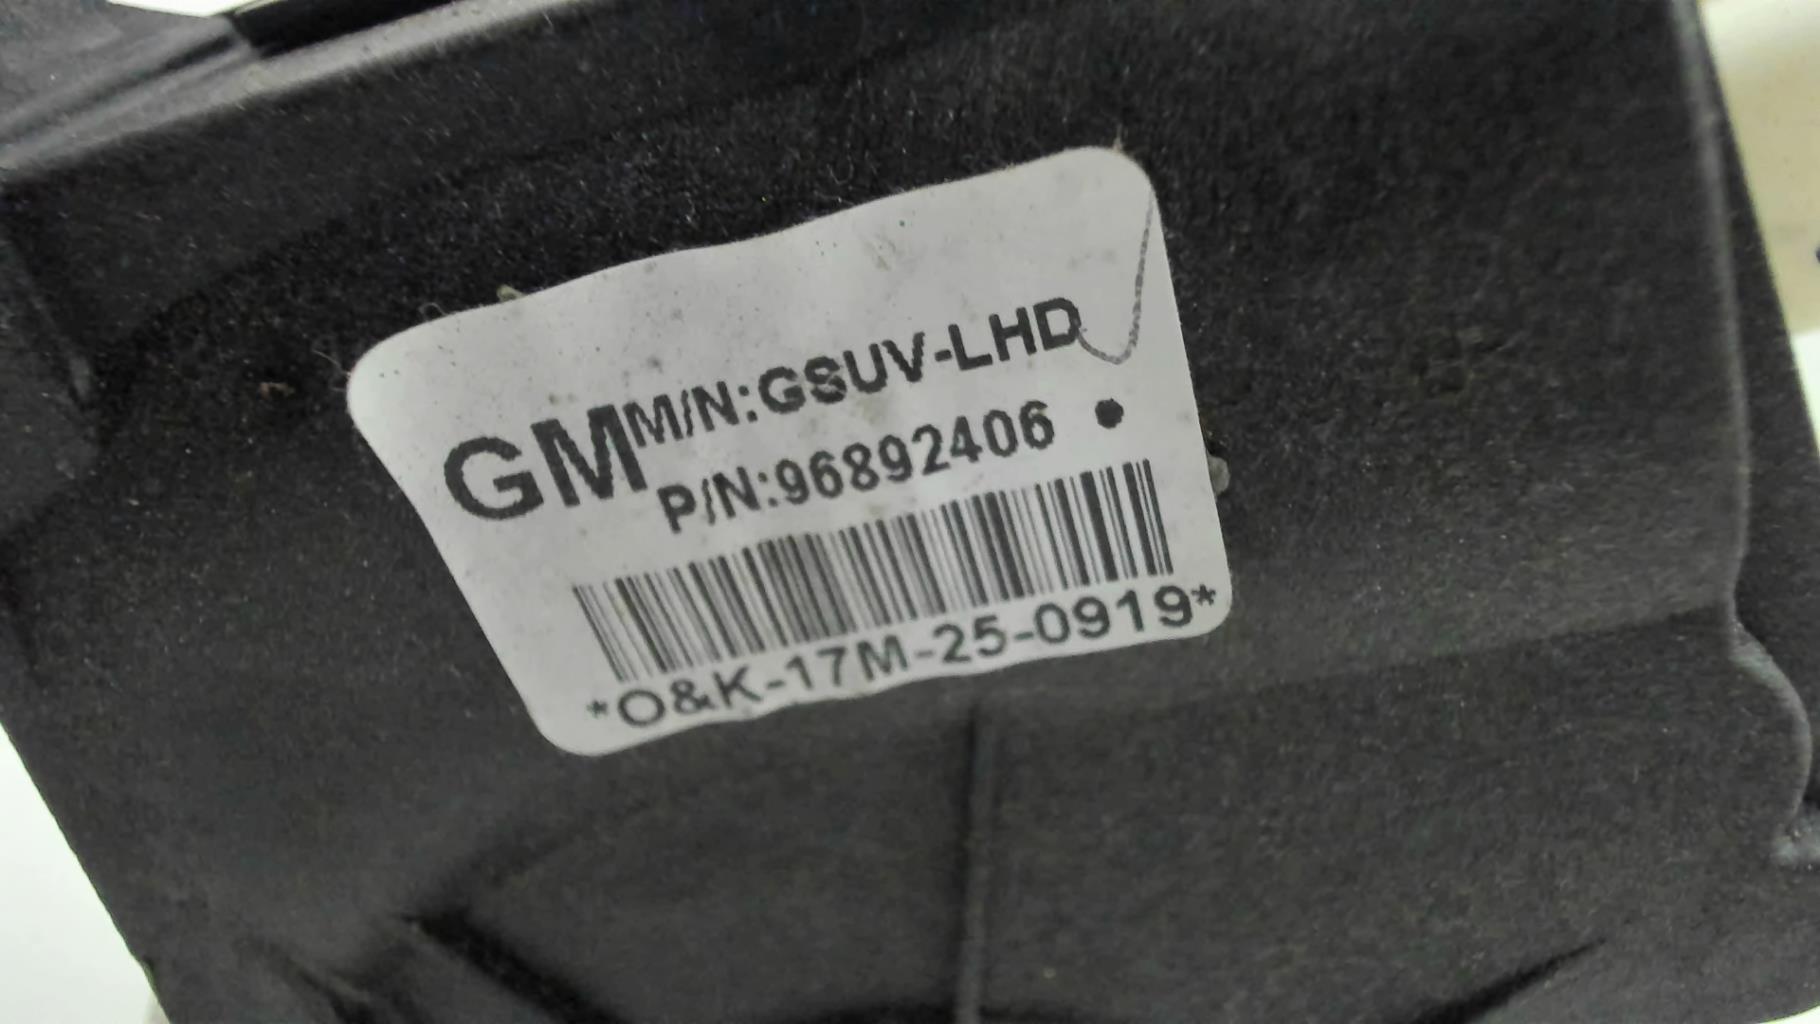 GM M/N:GSUV-LHD
P/N:96892406
*O&K-17M-25-0919*